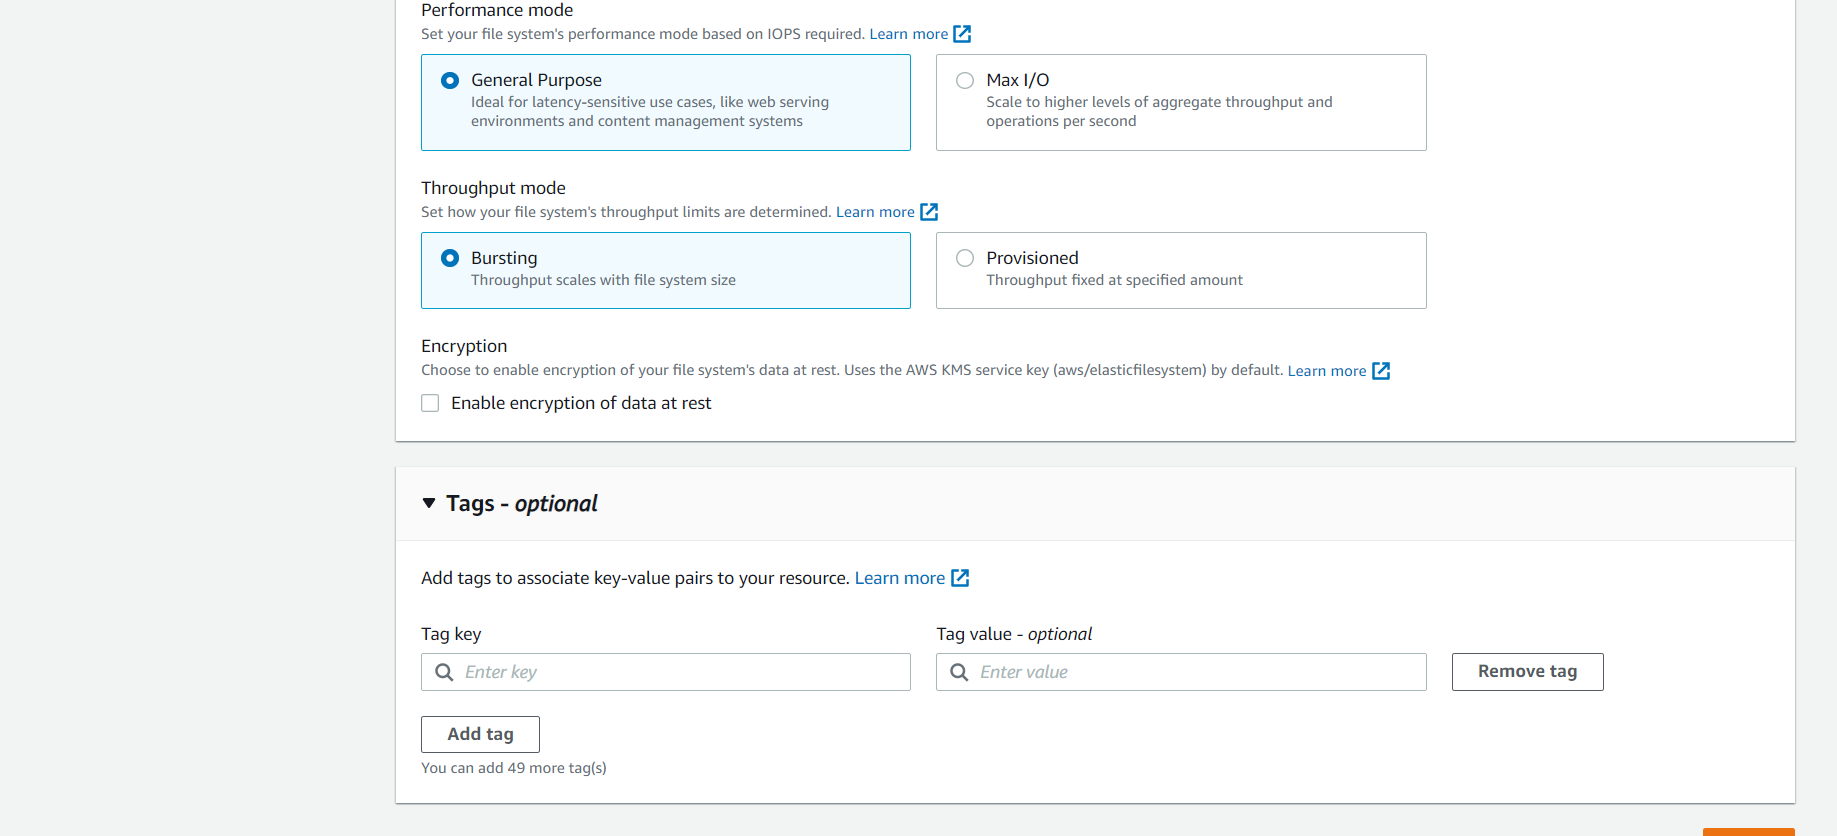 Performance mode
Set your file system's performance mode based on IOPS required. Learn more
General Purpose
Ideal for latency-sensitive use cases, like web serving
environments and content management systems
Max I/O
Scale to higher levels of aggregate throughput and
operations per second
Throughput mode
Set how your file system's throughput limits are determined. Learn more
Bursting
Throughput scales with file system size
Provisioned
Throughput fixed at specified amount
Encryption
Choose to enable encryption of your file system's data at rest. Uses the AWS KMS service key (aws/elasticfilesystem) by default. Learn more
Enable encryption of data at rest
Tags - optional
Add tags to associate key-value pairs to your resource. Learn more
Tag key
Tag value - optional
Enter key
Enter value
Remove tag
Add tag
You can add 49 more tag(s)